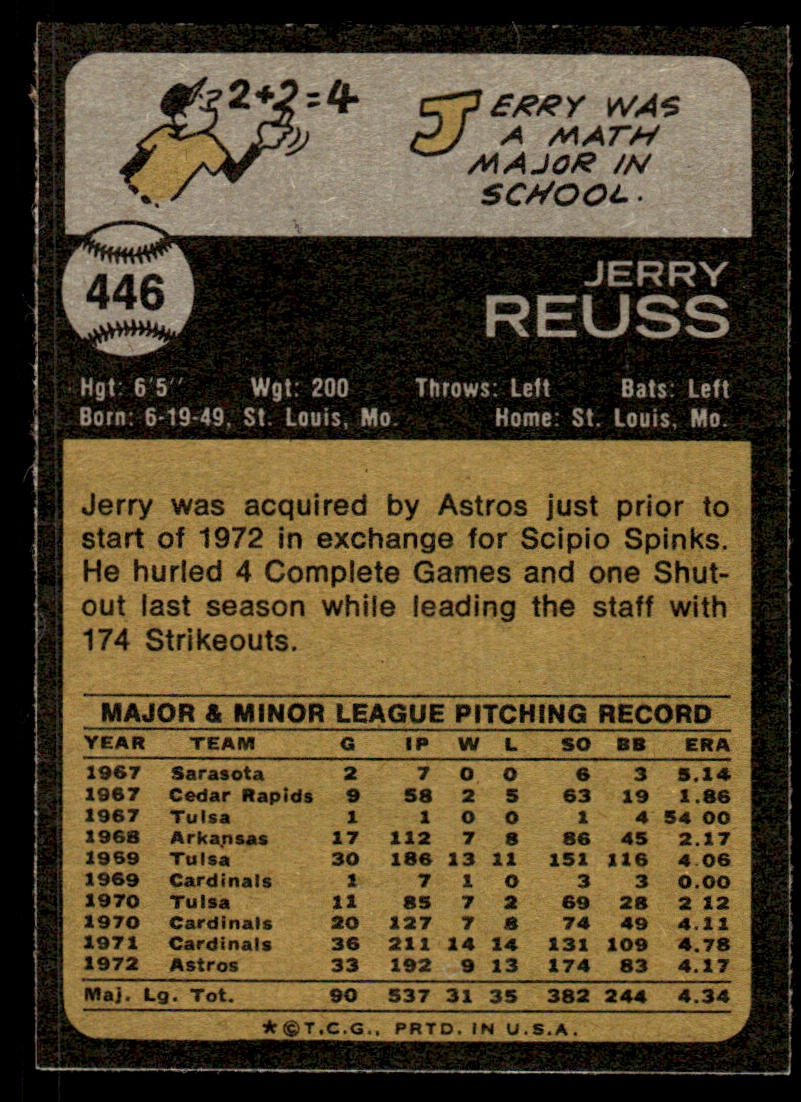 2+2=4
JERRY WAS
A MATH
MAJOR IN
SCHOOL.
446
JERRY
REUSS
Hgt: 6'5" Wgt: 200 Throws: Left Bats: Left
Born: 6-19-49, St. Louis, Mo. Home: St. Louis, Mo.
Jerry was acquired by Astros just prior to
start of 1972 in exchange for Scipio Spinks.
He hurled 4 Complete Games and one Shut-
out last season while leading the staff with
174 Strikeouts.
MAJOR & MINOR LEAGUE PITCHING RECORD
YEAR TEAM G IP W L SO BB ERA
1967 Sarasota 2 7 0 0 6 3 5.14
1967 Cedar Rapids 9 58 2 5 63 19 1.86
1967 Tulsa 1 1 0 0 1 4 54 00
1968 Arkansas 17 112 7 8 86 45 2.17
1969 Tulsa 30 186 13 11 151 116 4.06
1969 Cardinals 1 7 1 0 3 3 0.00
1970 Tulsa 11 85 7 2 69 28 2 12
1970 Cardinals 20 127 7 8 74 49 4.11
1971 Cardinals 36 211 14 14 131 109 4.78
1972 Astros 33 192 9 13 174 83 4.17
Maj. Lg. Tot. 90 537 31 35 382 244 4.34
★©T.C.G., PRTD. IN U.S.A.